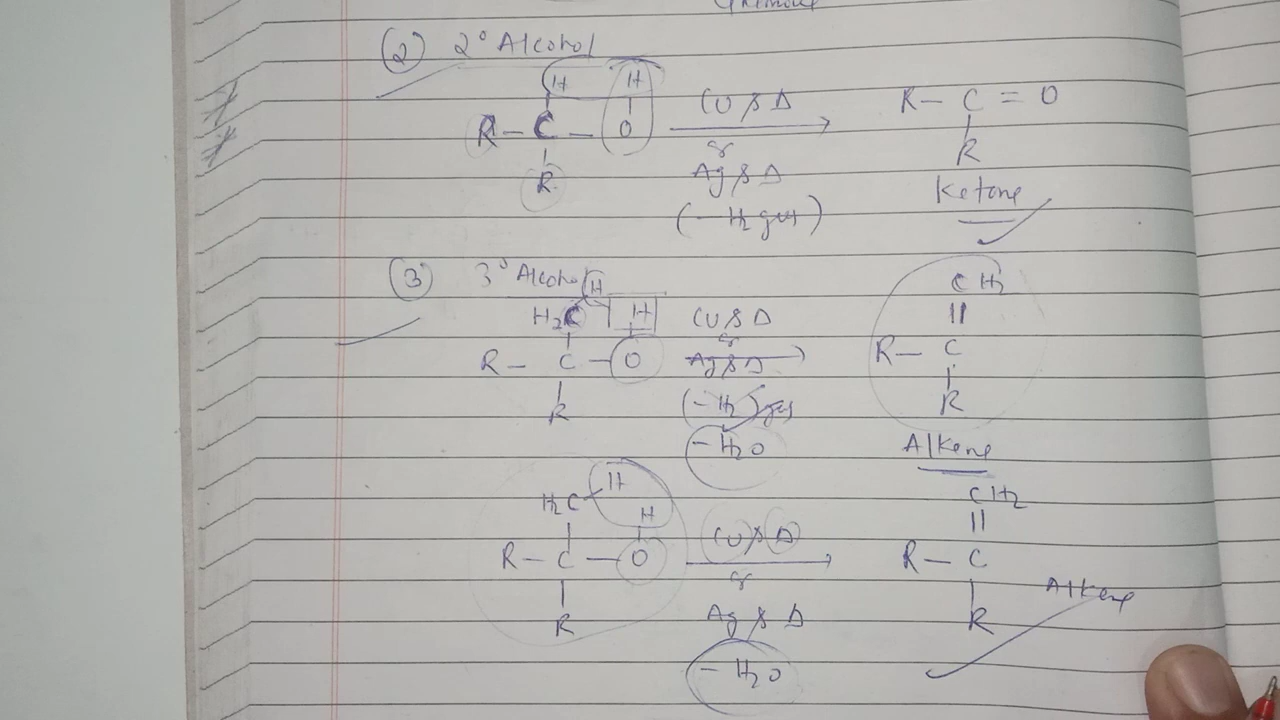 (2) 2° Alcohol
H H
R - C - O Cu & Δ R - C = O
or
R Ag & Δ R
(- H2 gas) Ketone
(3) 3° Alcohol
H CH2
H2C H Cu & Δ ||
or
R - C - O Ag & Δ R - C
R (- H2) gas R
- H2O Alkene
H CH2
H2C H ||
R - C - O Cu & Δ R - C
or Alkene
R Ag & Δ R
- H2O